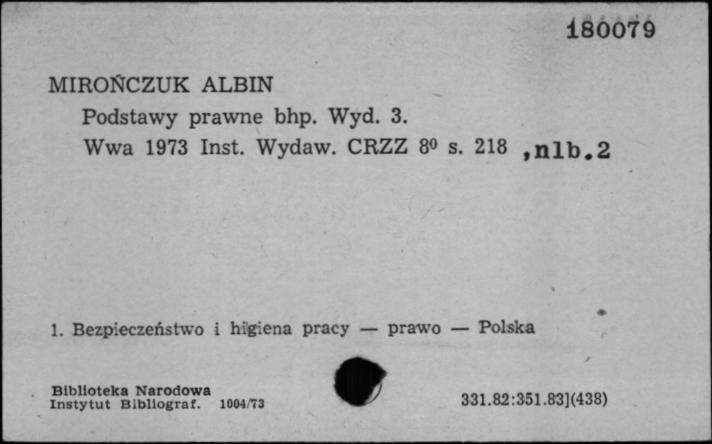 180079
MIROŃCZUK ALBIN
Podstawy prawne bhp. Wyd. 3.
Wwa 1973 Inst. Wydaw. CRZZ 8⁰ s. 218 ,nlb.2
1. Bezpieczeństwo i higiena pracy — prawo — Polska
Biblioteka Narodowa
Instytut Bibliograf. 1004/73
331.82:351.83](438)